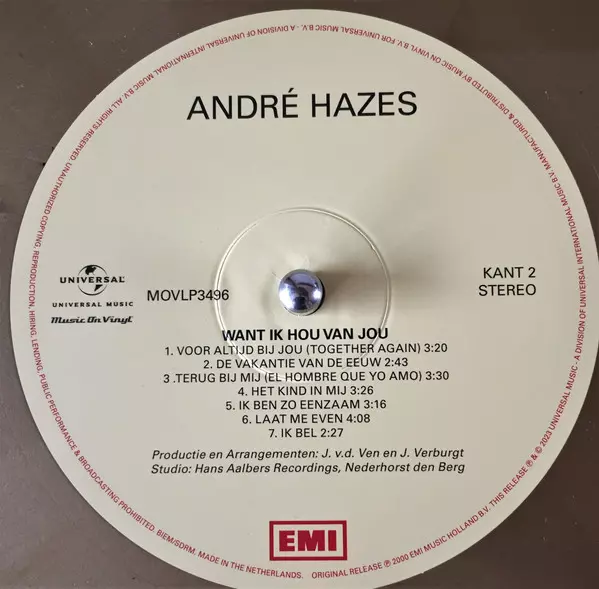 ANDRÉ HAZES
UNIVERSAL
UNIVERSAL MUSIC
Music On Vinyl
MOVLP3496
KANT 2
STEREO
WANT IK HOU VAN JOU
1. VOOR ALTIJD BIJ JOU (TOGETHER AGAIN) 3:20
2. DE VAKANTIE VAN DE EEUW 2:43
3 .TERUG BIJ MIJ (EL HOMBRE QUE YO AMO) 3:30
4. HET KIND IN MIJ 3:26
5. IK BEN ZO EENZAAM 3:16
6. LAAT ME EVEN 4:08
7. IK BEL 2:27
Productie en Arrangementen: J. v.d. Ven en J. Verburgt
Studio: Hans Aalbers Recordings, Nederhorst den Berg
EMI
ORIGINAL RELEASE ℗ 2000 EMI MUSIC HOLLAND B.V. THIS RELEASE ℗ & © 2023 UNIVERSAL MUSIC - A DIVISION OF UNIVERSAL INTERNATIONAL MUSIC B.V. MANUFACTURED & DISTRIBUTED BY MUSIC ON VINYL B.V. FOR UNIVERSAL MUSIC - A DIVISION OF UNIVERSAL INTERNATIONAL MUSIC B.V. ALL RIGHTS RESERVED. UNAUTHORIZED COPYING, REPRODUCTION, HIRING, LENDING, PUBLIC PERFORMANCE & BROADCASTING PROHIBITED. BIEM/SDRM. MADE IN THE NETHERLANDS.